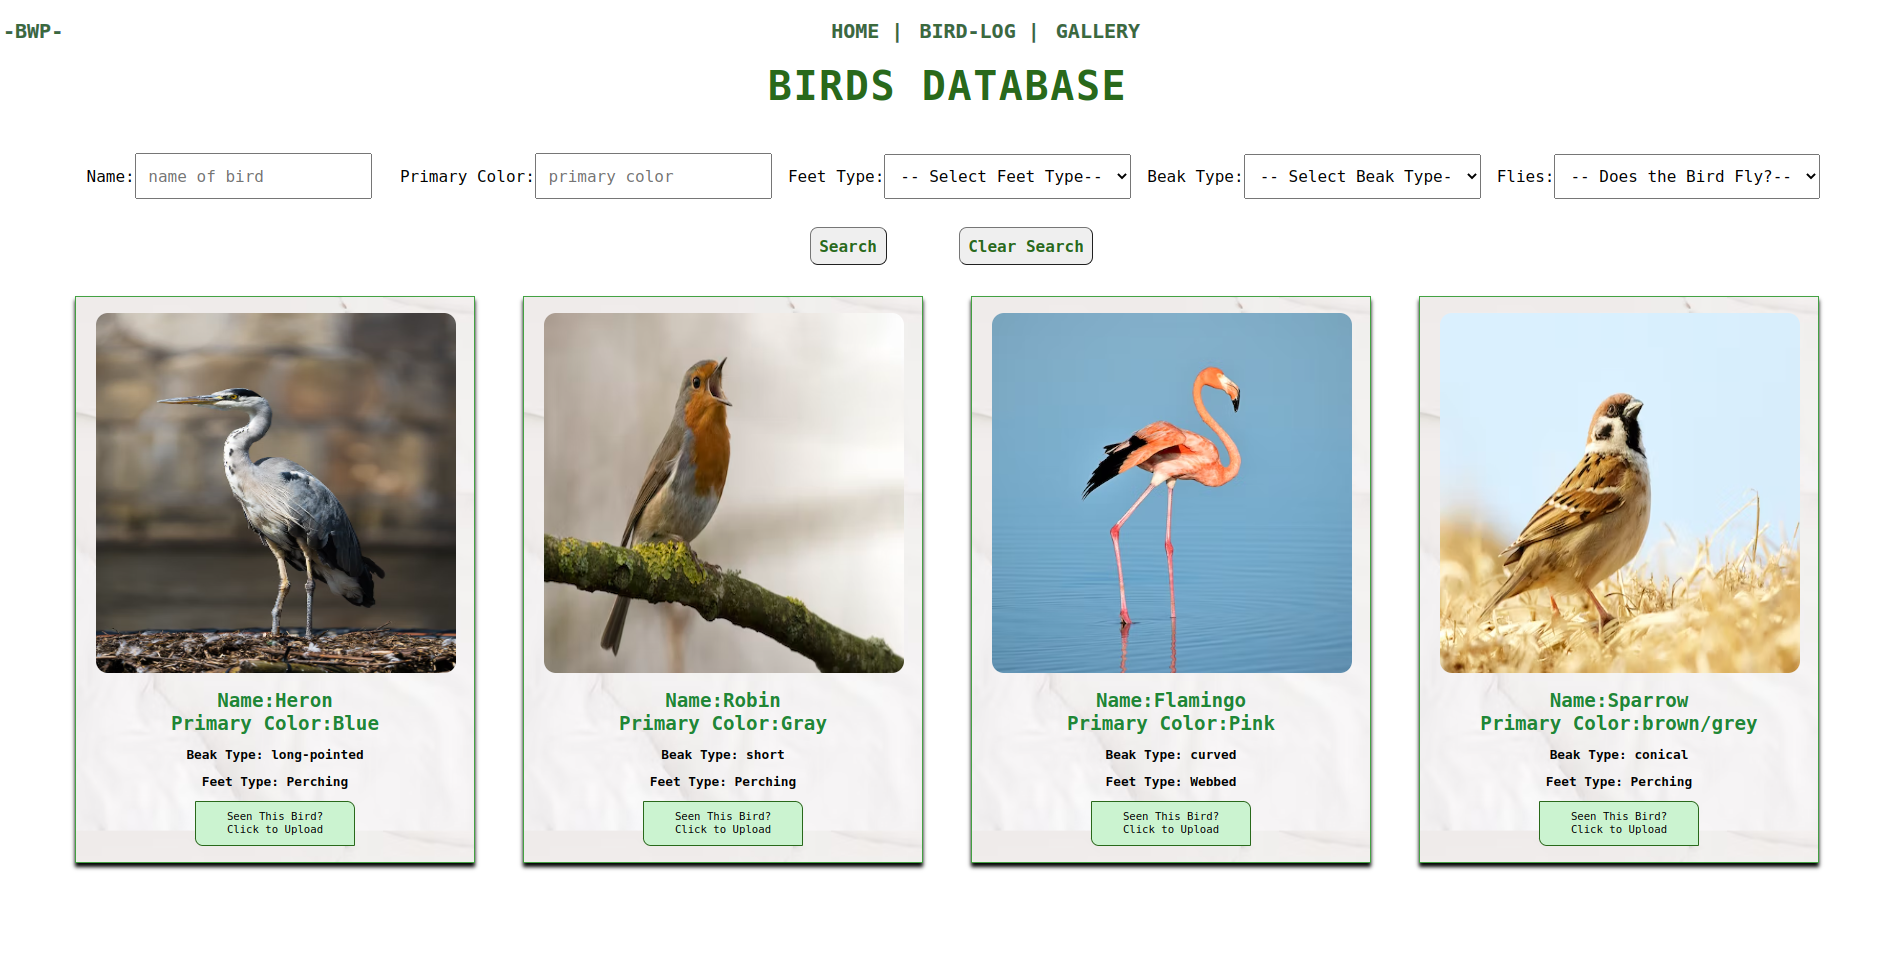 -BWP-
HOME | BIRD-LOG | GALLERY
BIRDS DATABASE
Name: name of bird Primary Color: primary color Feet Type: -- Select Feet Type-- Beak Type: -- Select Beak Type- Flies: -- Does the Bird Fly?--
Search Clear Search
Name:Heron
Primary Color:Blue
Beak Type: long-pointed
Feet Type: Perching
Seen This Bird?
Click to Upload
Name:Robin
Primary Color:Gray
Beak Type: short
Feet Type: Perching
Seen This Bird?
Click to Upload
Name:Flamingo
Primary Color:Pink
Beak Type: curved
Feet Type: Webbed
Seen This Bird?
Click to Upload
Name:Sparrow
Primary Color:brown/grey
Beak Type: conical
Feet Type: Perching
Seen This Bird?
Click to Upload